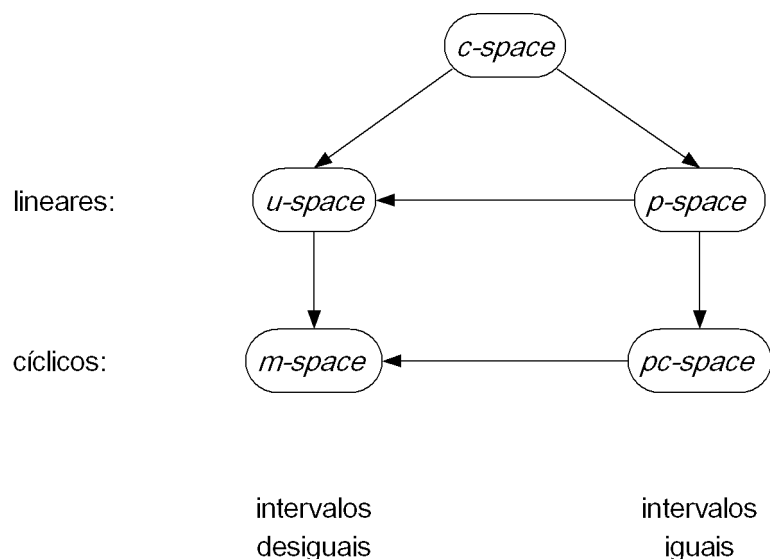 c-space
lineares: u-space p-space
cíclicos: m-space pc-space
intervalos intervalos
desiguais iguais